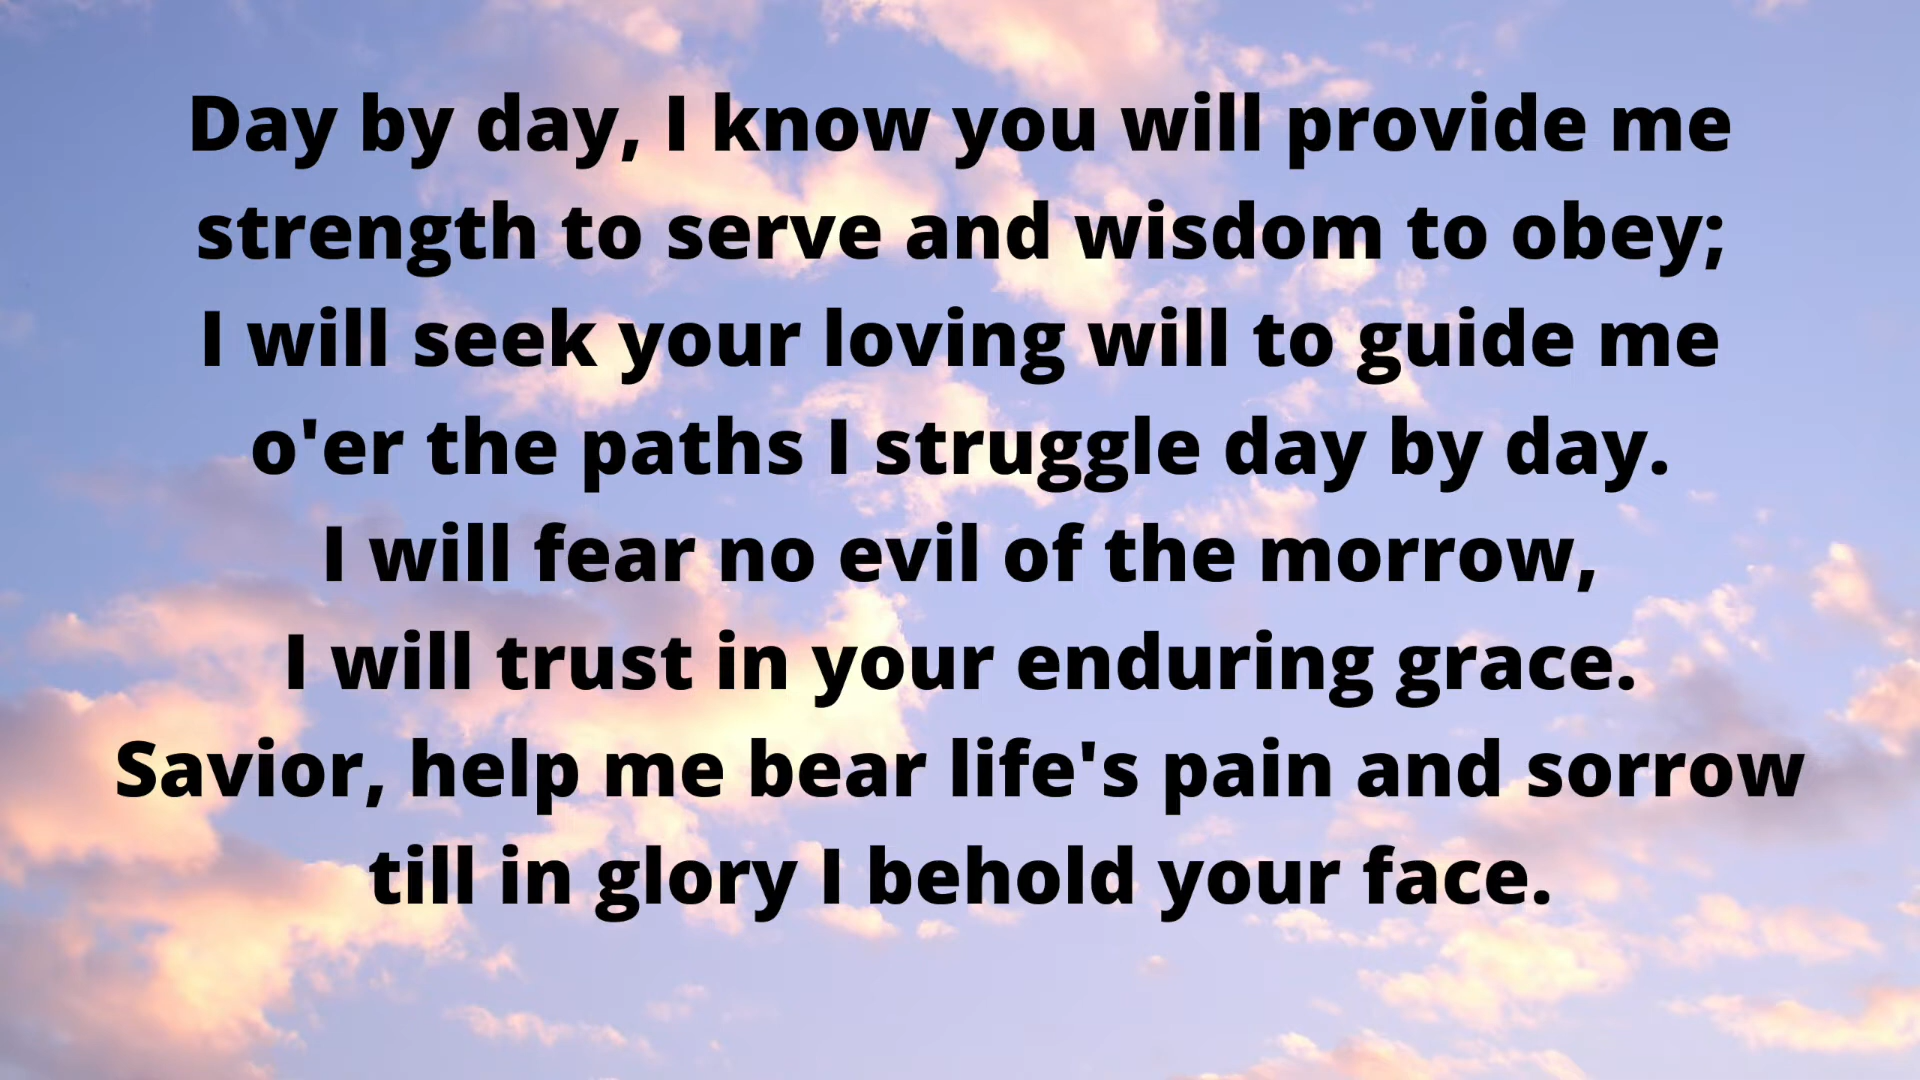 Day by day, I know you will provide me
strength to serve and wisdom to obey;
I will seek your loving will to guide me
o'er the paths I struggle day by day.
I will fear no evil of the morrow,
I will trust in your enduring grace.
Savior, help me bear life's pain and sorrow
till in glory I behold your face.